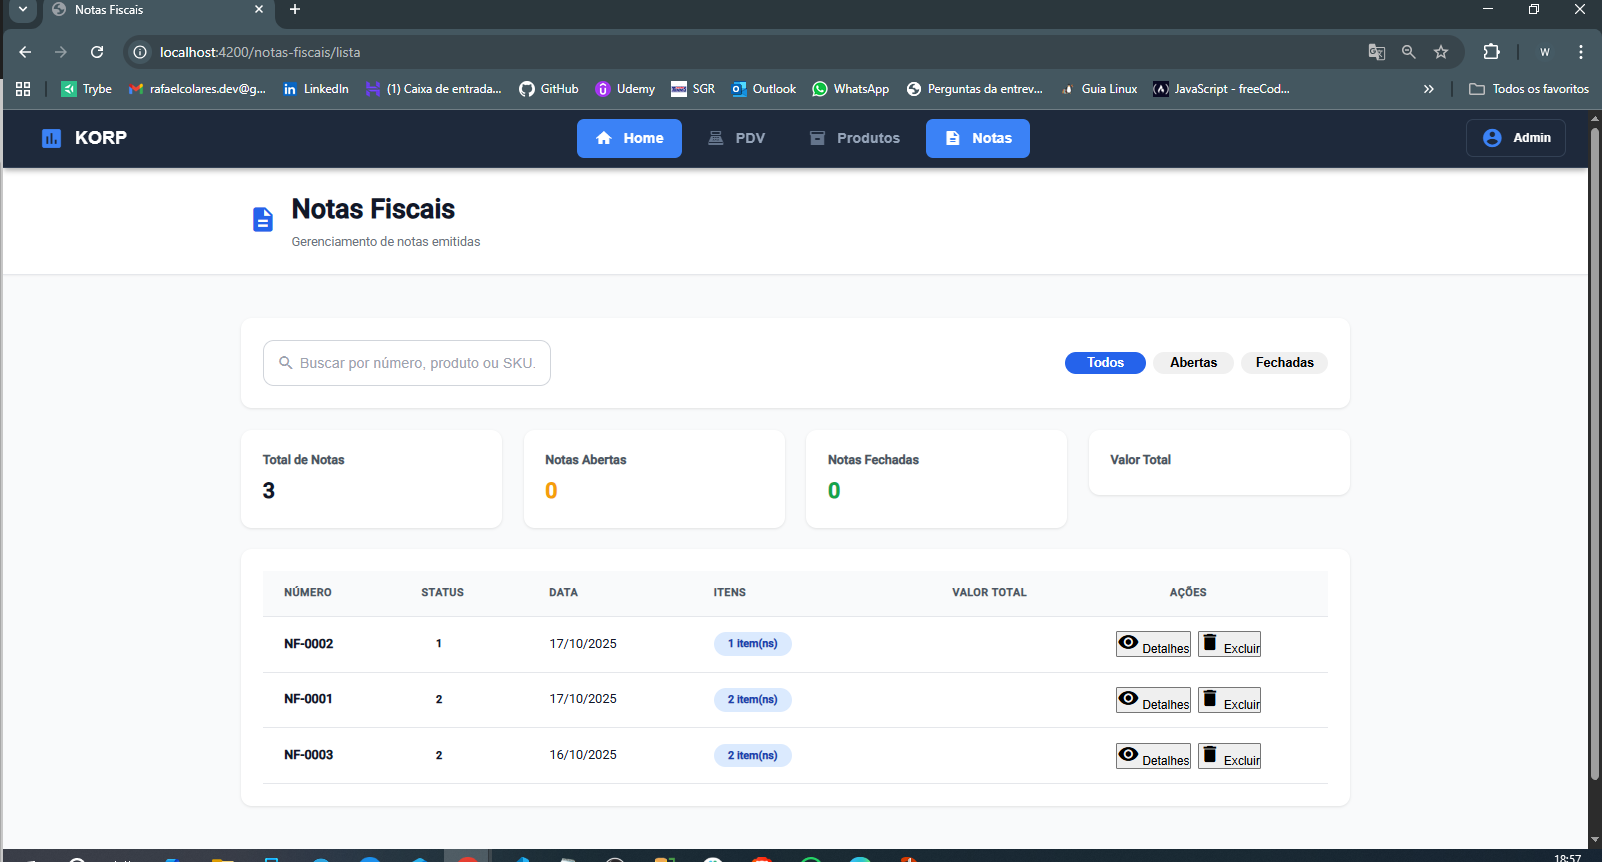 Notas Fiscais
localhost:4200/notas-fiscais/lista
W
Trybe
rafaelcolares.dev@g...
LinkedIn
(1) Caixa de entrada...
GitHub
Udemy
SGR
Outlook
WhatsApp
Perguntas da entrev...
Guia Linux
JavaScript - freeCod...
»
Todos os favoritos
KORP
Home
PDV
Produtos
Notas
Admin
Notas Fiscais
Gerenciamento de notas emitidas
Buscar por número, produto ou SKU.
Todos
Abertas
Fechadas
Total de Notas
3
Notas Abertas
0
Notas Fechadas
0
Valor Total
NÚMERO STATUS DATA ITENS VALOR TOTAL AÇÕES
NF-0002 1 17/10/2025 1 item(ns) Detalhes Excluir
NF-0001 2 17/10/2025 2 item(ns) Detalhes Excluir
NF-0003 2 16/10/2025 2 item(ns) Detalhes Excluir
18:57